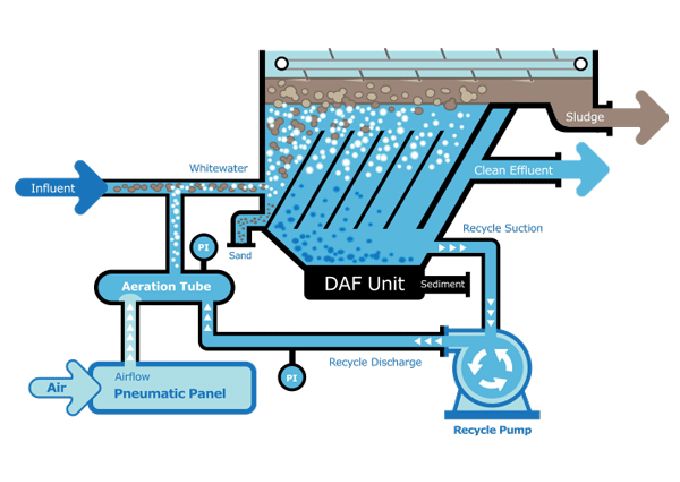 Sludge
Whitewater
Clean Effluent
Influent
Recycle Suction
PI
Sand
Aeration Tube
DAF Unit
Sediment
Recycle Discharge
Airflow
PI
Air
Pneumatic Panel
Recycle Pump